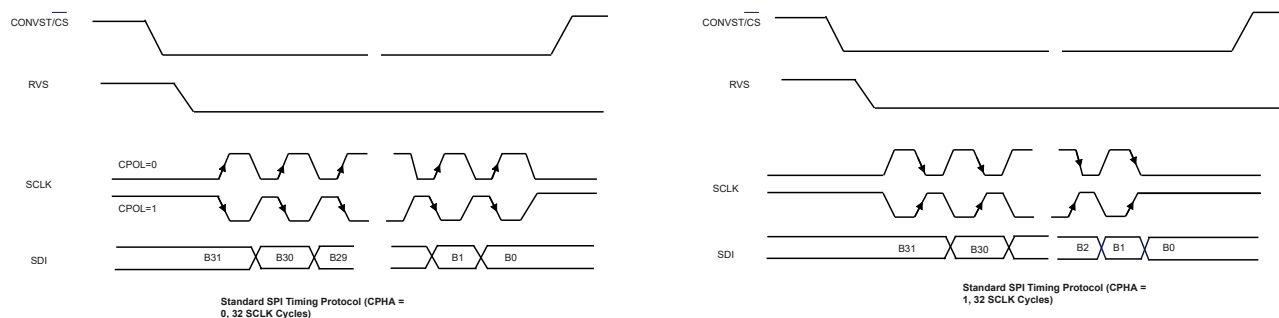 CONVST/CS
RVS
CPOL=0
SCLK
CPOL=1
SDI
B31 B30 B29 B1 B0
Standard SPI Timing Protocol (CPHA =
0, 32 SCLK Cycles)
CONVST/CS
RVS
SCLK
SDI
B31 B30 B2 B1 B0
Standard SPI Timing Protocol (CPHA =
1, 32 SCLK Cycles)